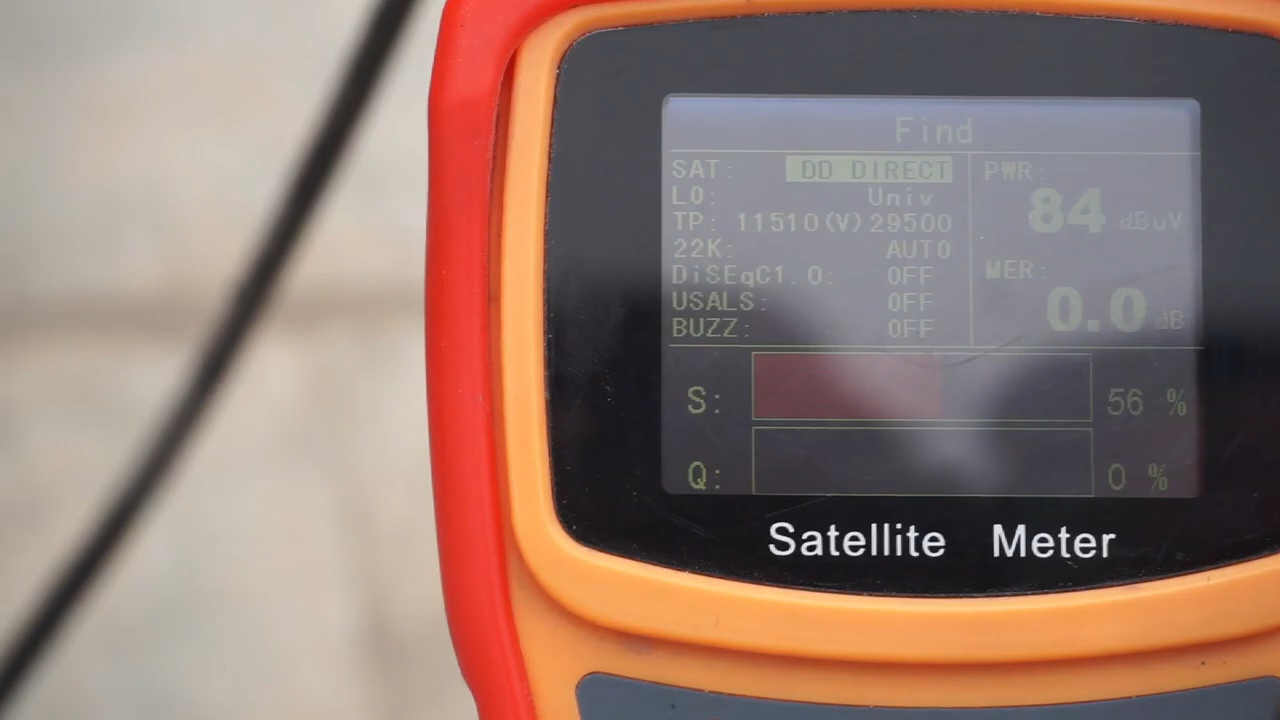 Find
SAT: DD DIRECT
LO: Univ
TP: 11510(V)29500
22K: AUTO
DiSEqC1.0: OFF
USALS: OFF
BUZZ: OFF
PWR:
84 dBuV
MER:
0.0 dB
S: 56 %
Q: 0 %
Satellite Meter